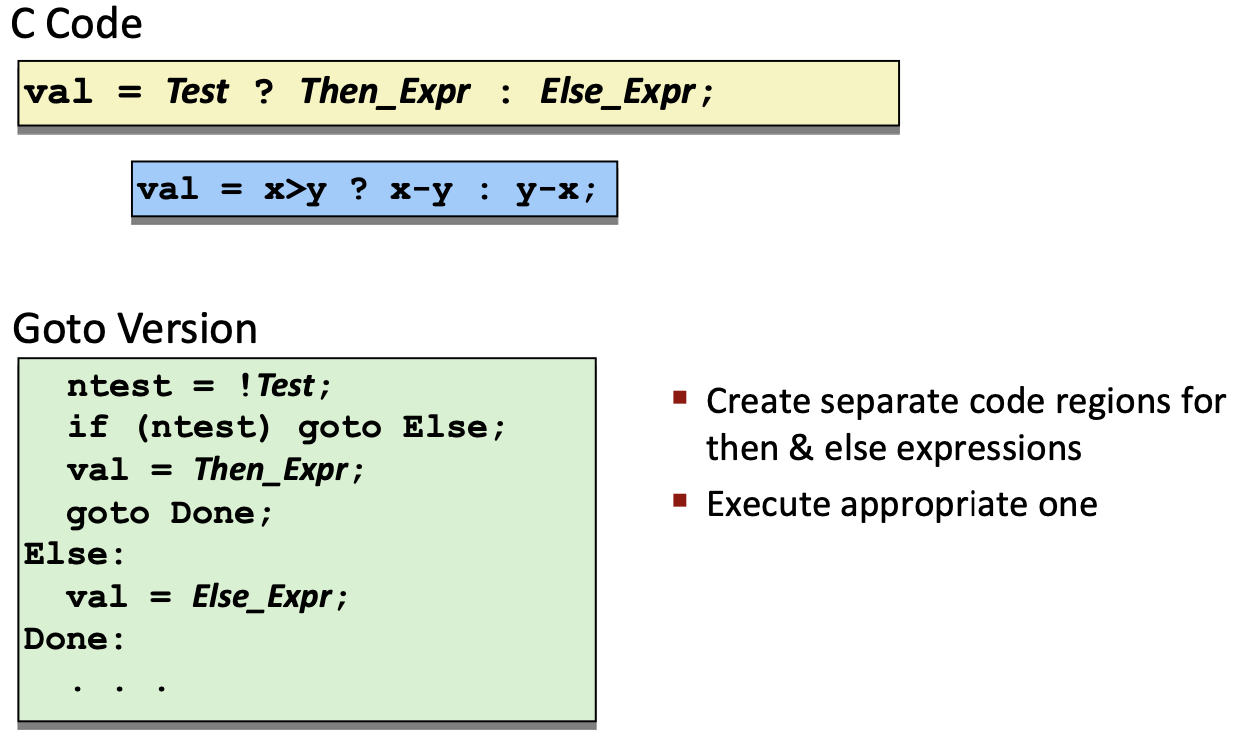 C Code
val = Test ? Then_Expr : Else_Expr;
val = x>y ? x-y : y-x;
Goto Version
ntest = !Test;
if (ntest) goto Else;
val = Then_Expr;
goto Done;
Else:
val = Else_Expr;
Done:
. . .
▪ Create separate code regions for
then & else expressions
▪ Execute appropriate one